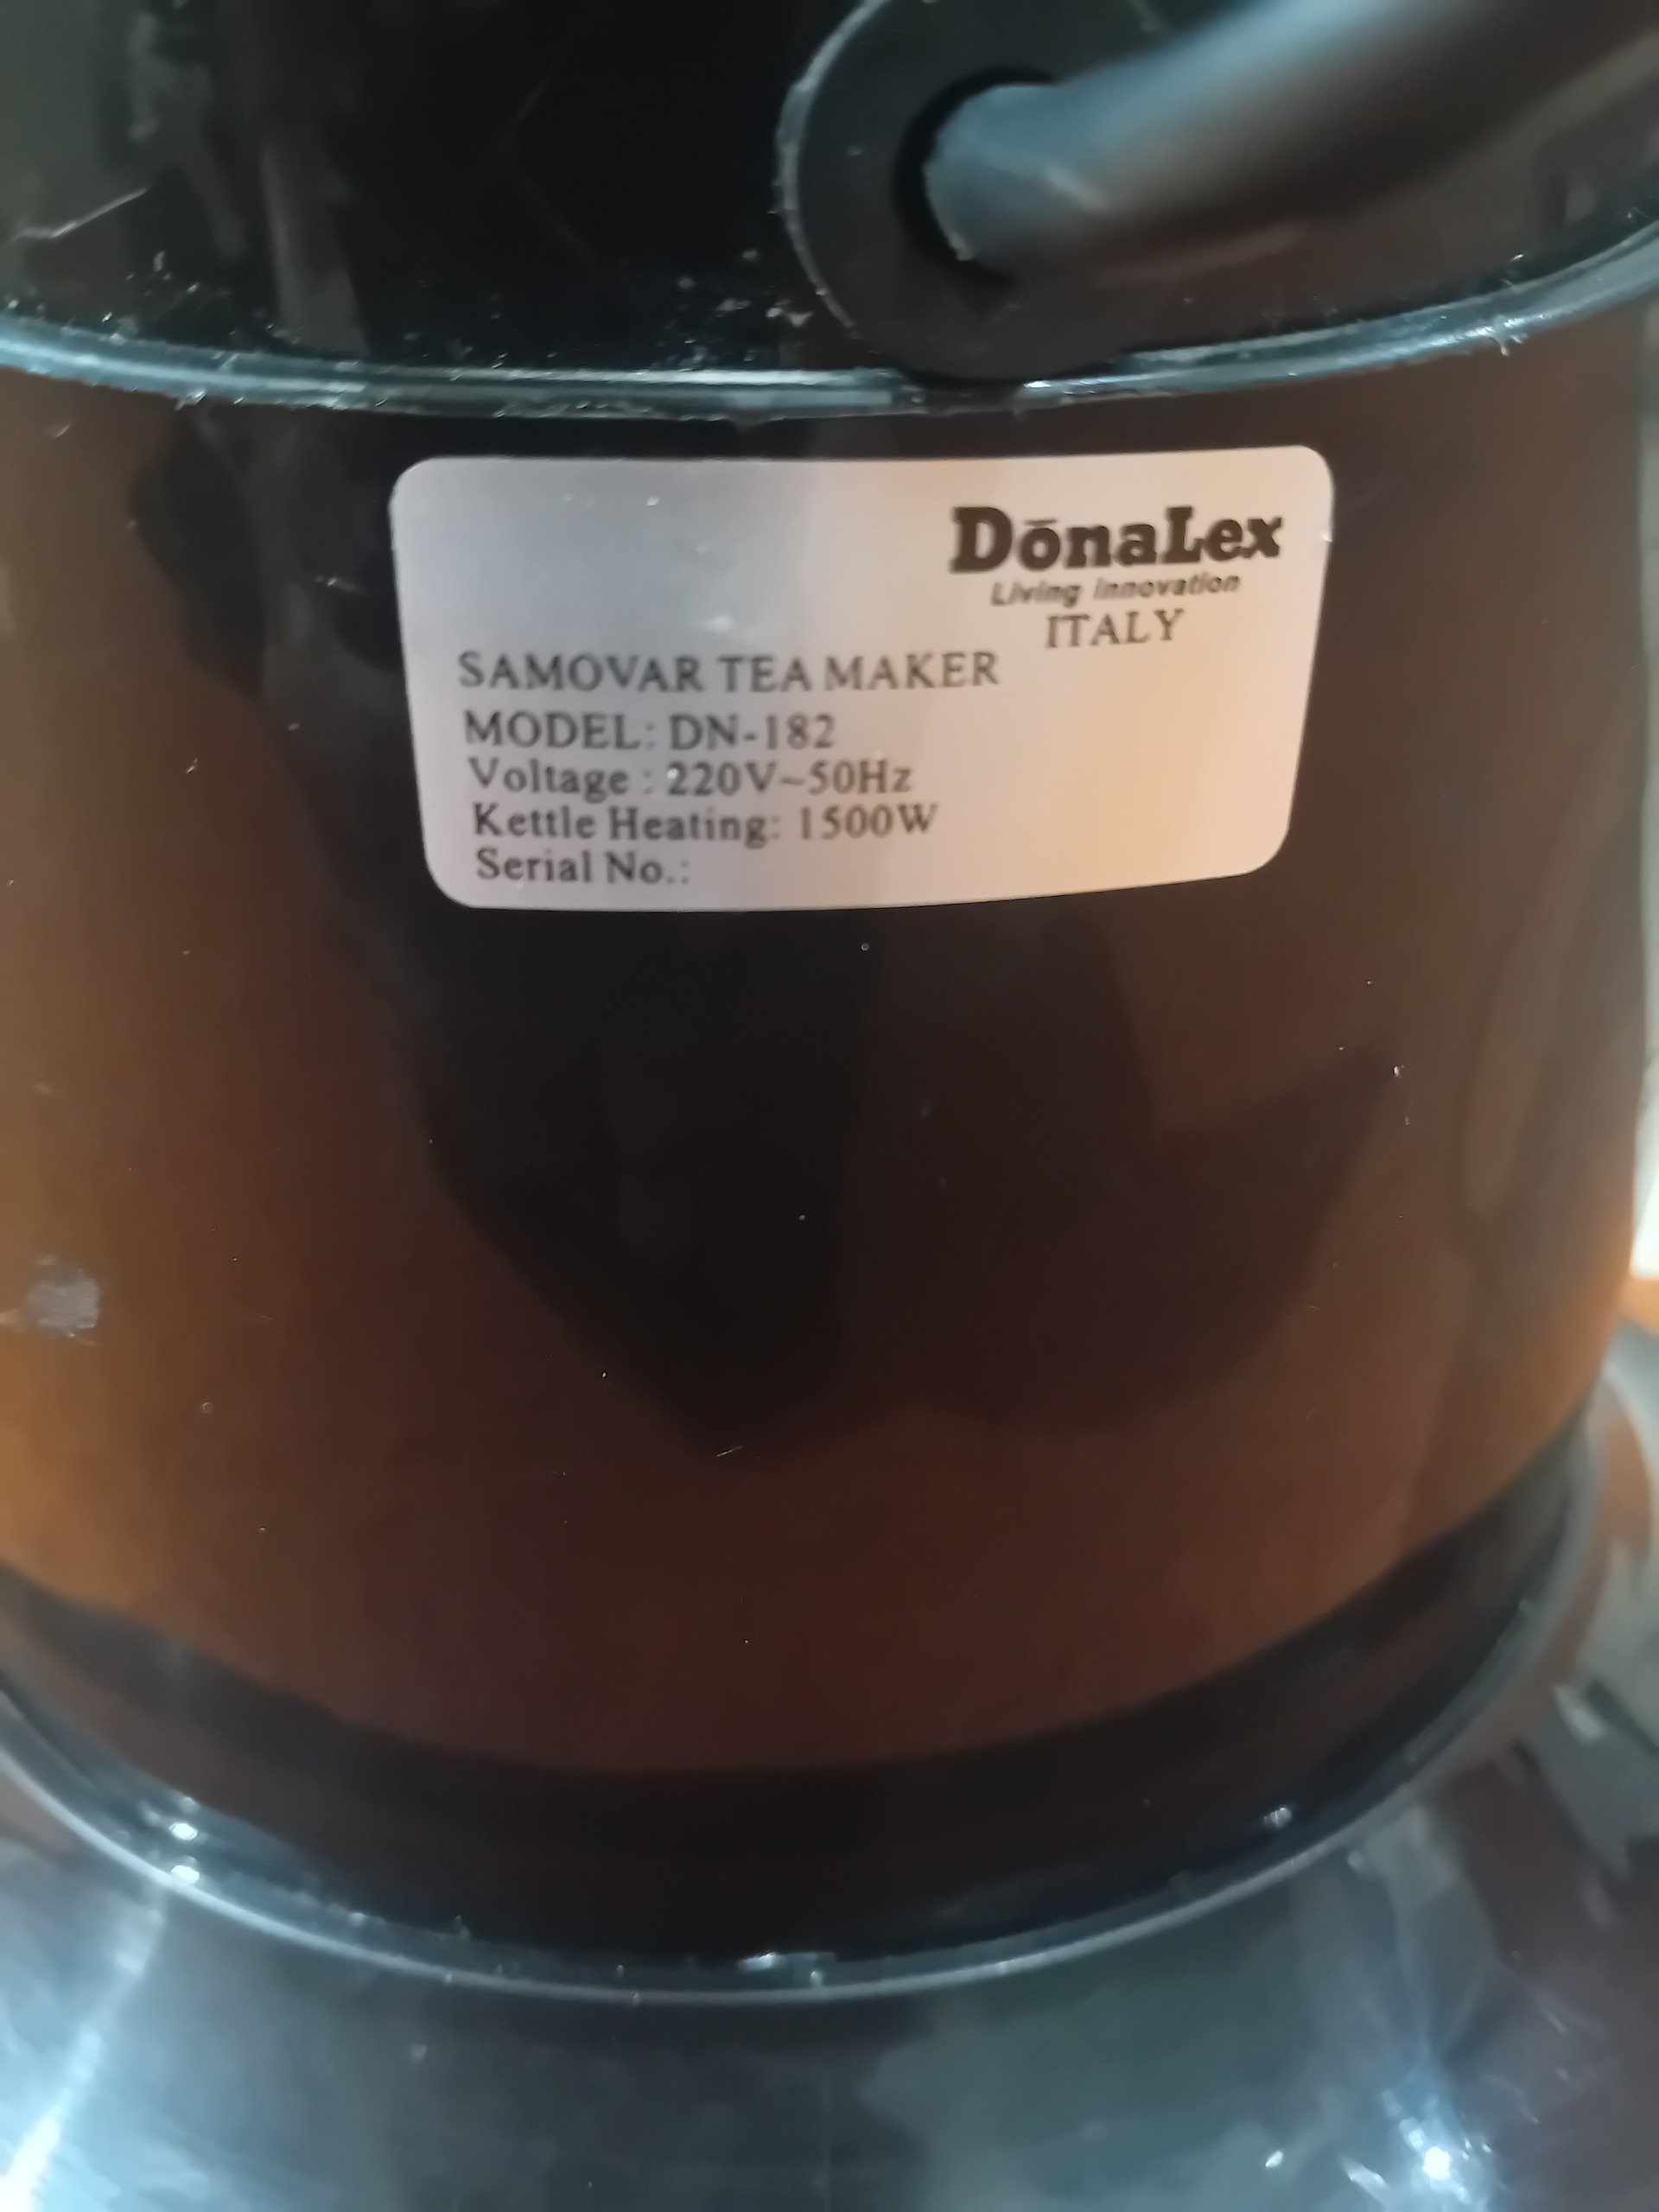 DōnaLex
Living innovation
ITALY
SAMOVAR TEA MAKER
MODEL: DN-182
Voltage : 220V~50Hz
Kettle Heating: 1500W
Serial No.: